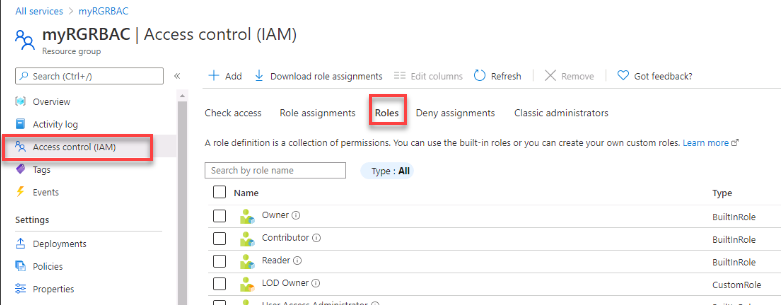 All services > myRGRBAC
myRGRBAC | Access control (IAM)
Resource group
Search (Ctrl+/) «
Add Download role assignments Edit columns Refresh Remove Got feedback?
Overview
Activity log
Access control (IAM)
Tags
Events
Settings
Deployments
Policies
Properties
Check access Role assignments Roles Deny assignments Classic administrators
A role definition is a collection of permissions. You can use the built-in roles or you can create your own custom roles. Learn more
Search by role name Type : All
Name Type
Owner BuiltInRole
Contributor BuiltInRole
Reader BuiltInRole
LOD Owner CustomRole
User Access Administrator BuiltInRole